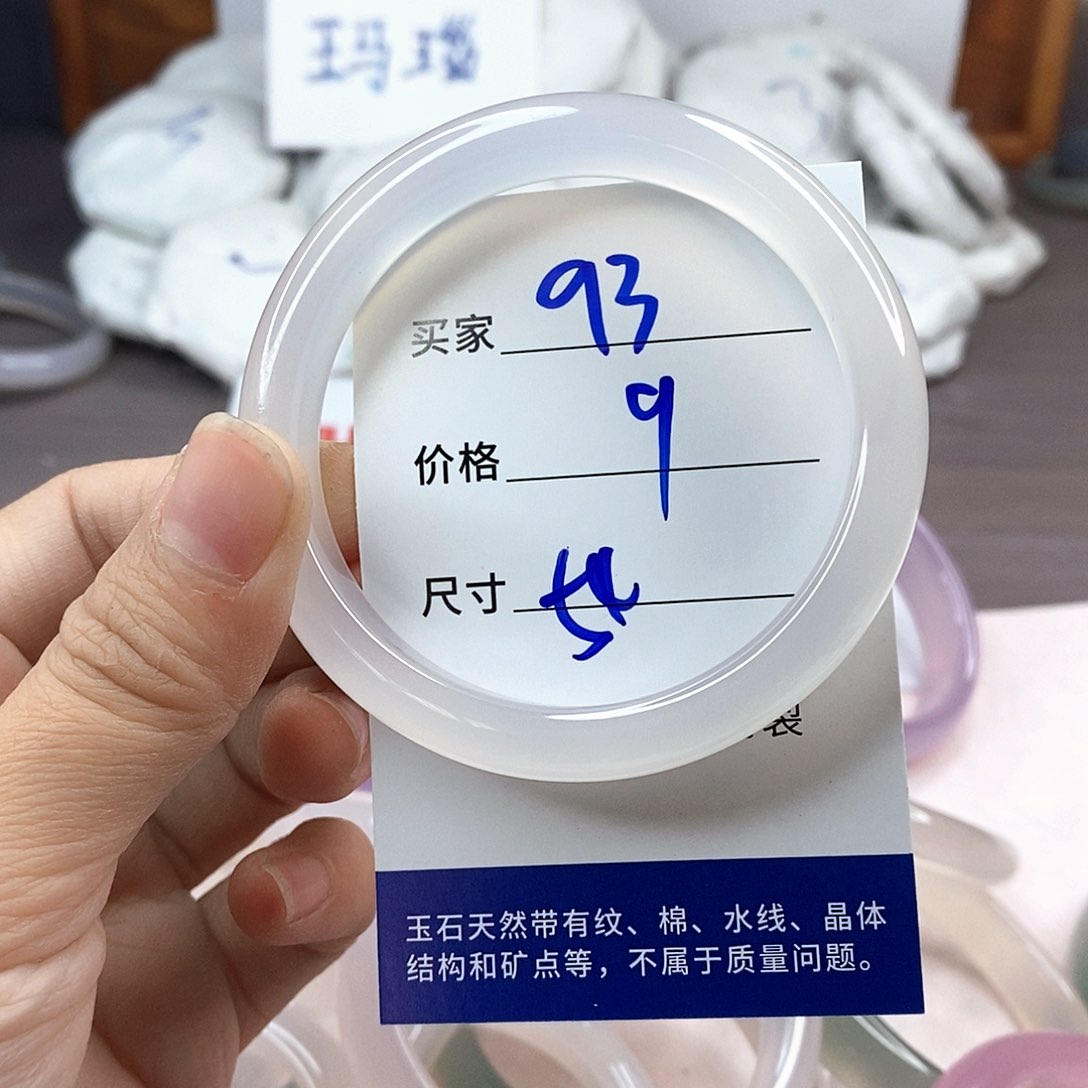 玛瑙
买家 93
价格 9
尺寸
裂
玉石天然带有纹、棉、水线、晶体
结构和矿点等，不属于质量问题。